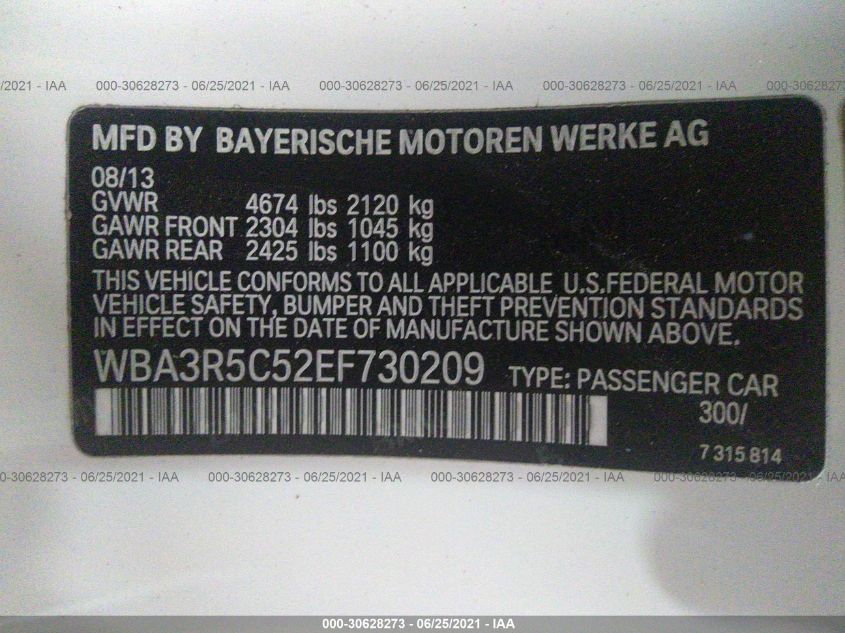 /2021 - IAA 000-30628273 - 06/25/2021 - IAA 000-30628273 - 06/25/2021 - IAA 000-30628273 - 06/25/2021 - IAA 000-3062
MFD BY BAYERISCHE MOTOREN WERKE AG
08/13
GVWR 4674 lbs 2120 kg
GAWR FRONT 2304 lbs 1045 kg
GAWR REAR 2425 lbs 1100 kg
THIS VEHICLE CONFORMS TO ALL APPLICABLE U.S.FEDERAL MOTOR
VEHICLE SAFETY, BUMPER AND THEFT PREVENTION STANDARDS
IN EFFECT ON THE DATE OF MANUFACTURE SHOWN ABOVE.
WBA3R5C52EF730209 TYPE: PASSENGER CAR
300/
7 315 814
000-30628273 - 06/25/2021 - IAA 000-30628273 - 06/25/2021 - IAA 000-30628273 - 06/25/2021 - IAA 000-30628273 - 06/25/2021 -
000-30628273 - 06/25/2021 - IAA